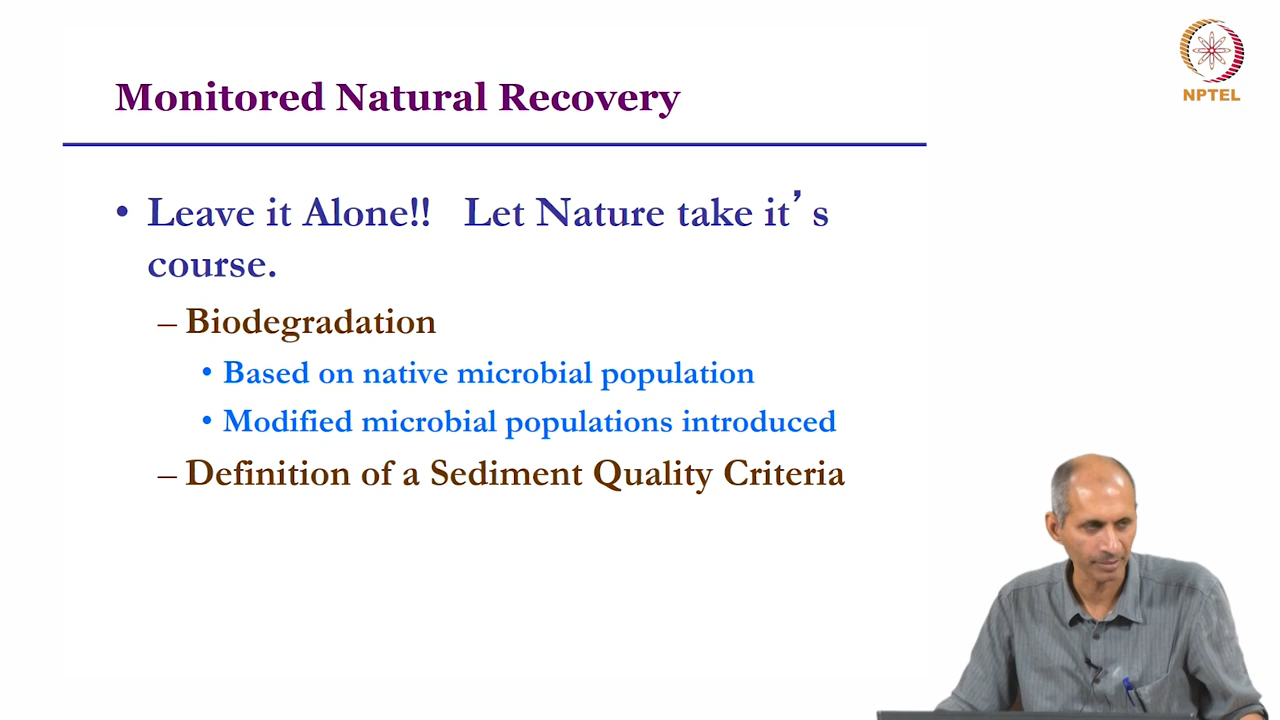 Monitored Natural Recovery
NPTEL
• Leave it Alone!! Let Nature take it’s
course.
– Biodegradation
• Based on native microbial population
• Modified microbial populations introduced
– Definition of a Sediment Quality Criteria